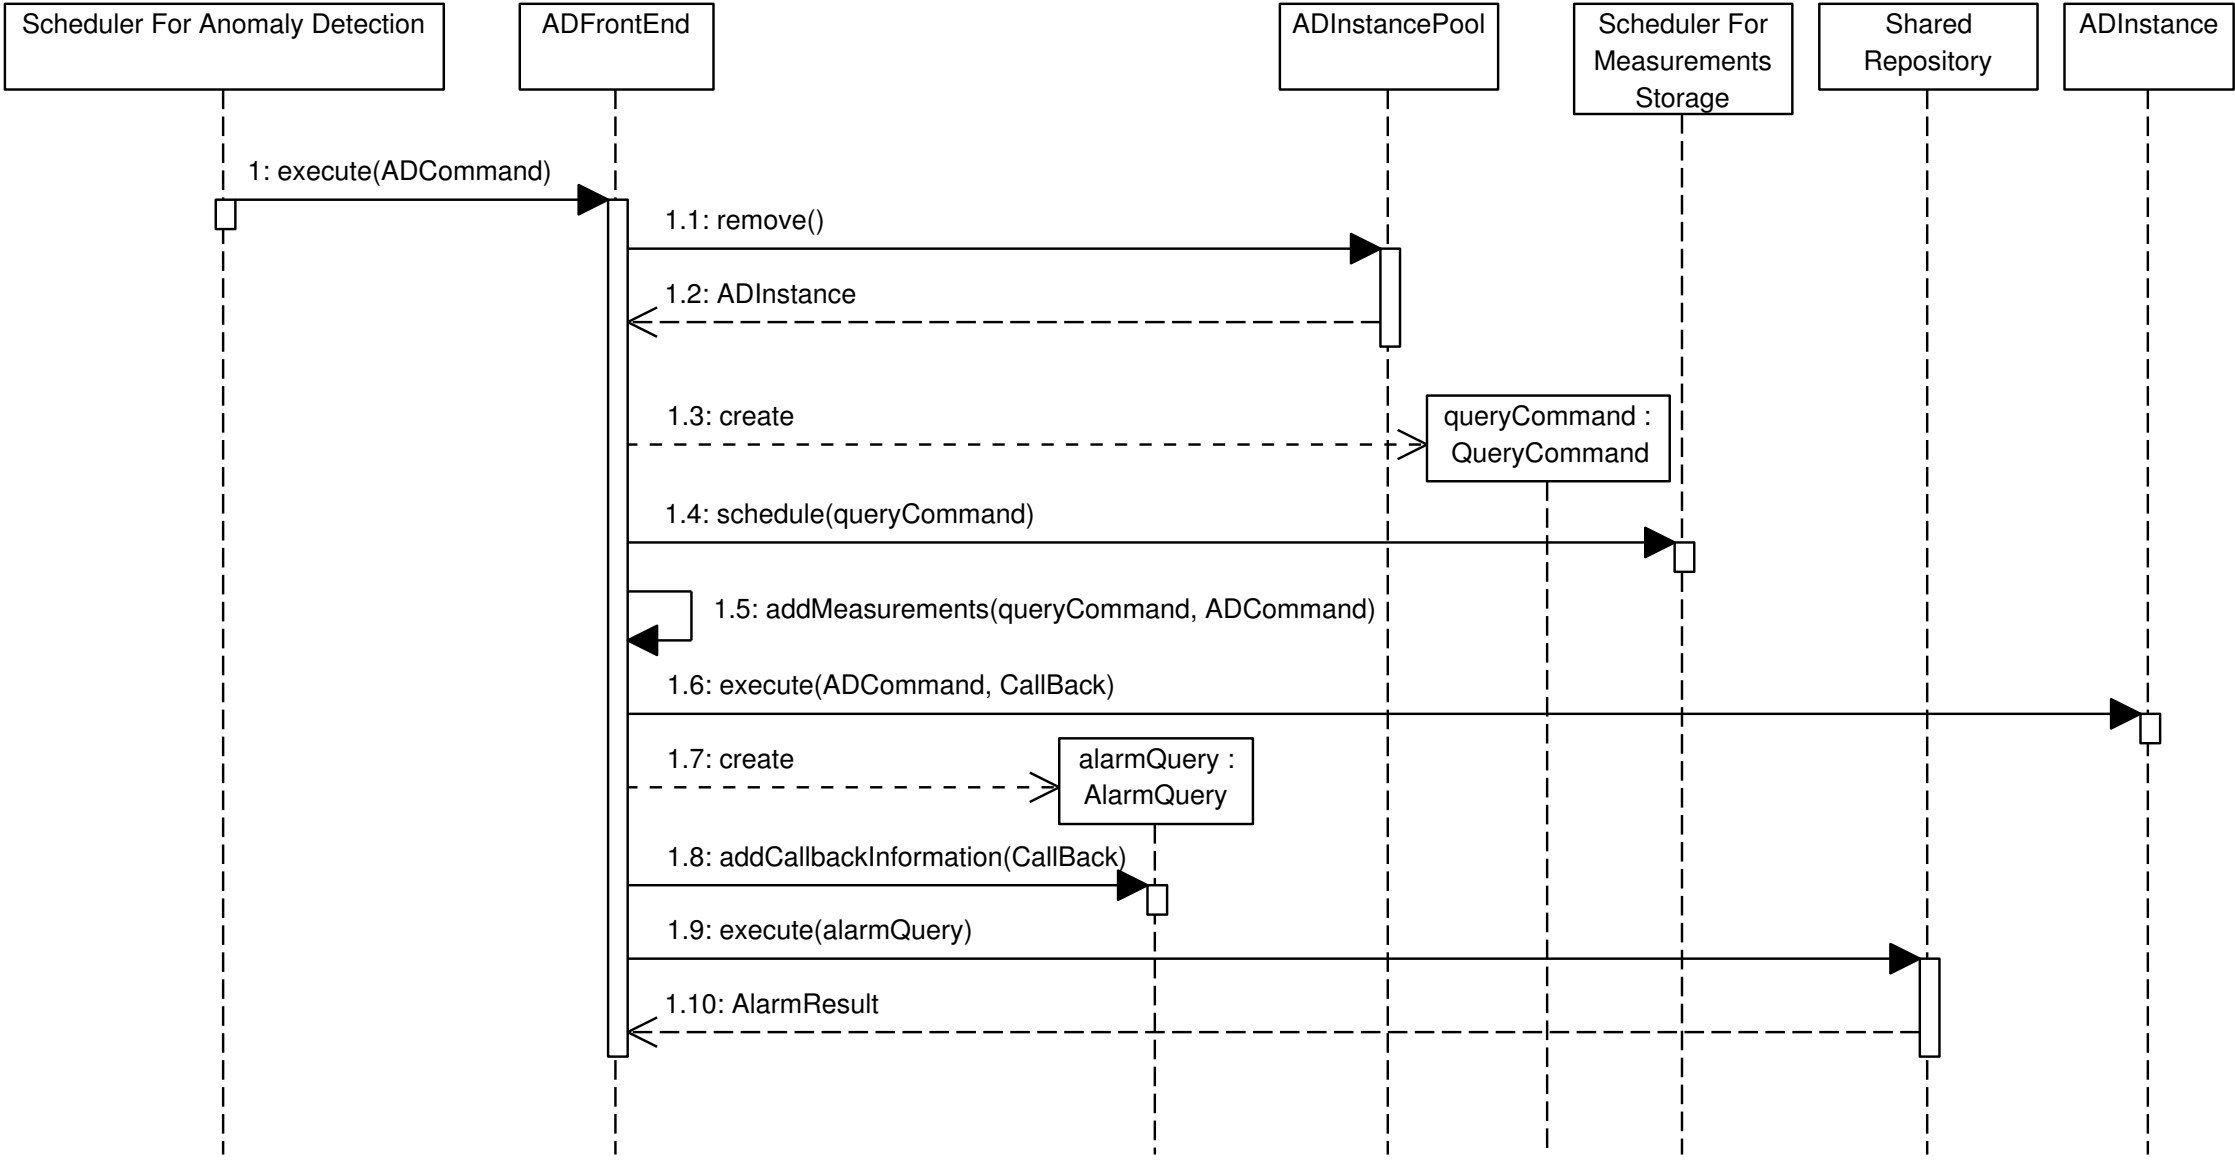 Scheduler For Anomaly Detection
ADFrontEnd
ADInstancePool
Scheduler For
Measurements
Storage
Shared
Repository
ADInstance
1: execute(ADCommand)
1.1: remove()
1.2: ADInstance
1.3: create
queryCommand :
QueryCommand
1.4: schedule(queryCommand)
1.5: addMeasurements(queryCommand, ADCommand)
1.6: execute(ADCommand, CallBack)
1.7: create
alarmQuery :
AlarmQuery
1.8: addCallbackInformation(CallBack)
1.9: execute(alarmQuery)
1.10: AlarmResult